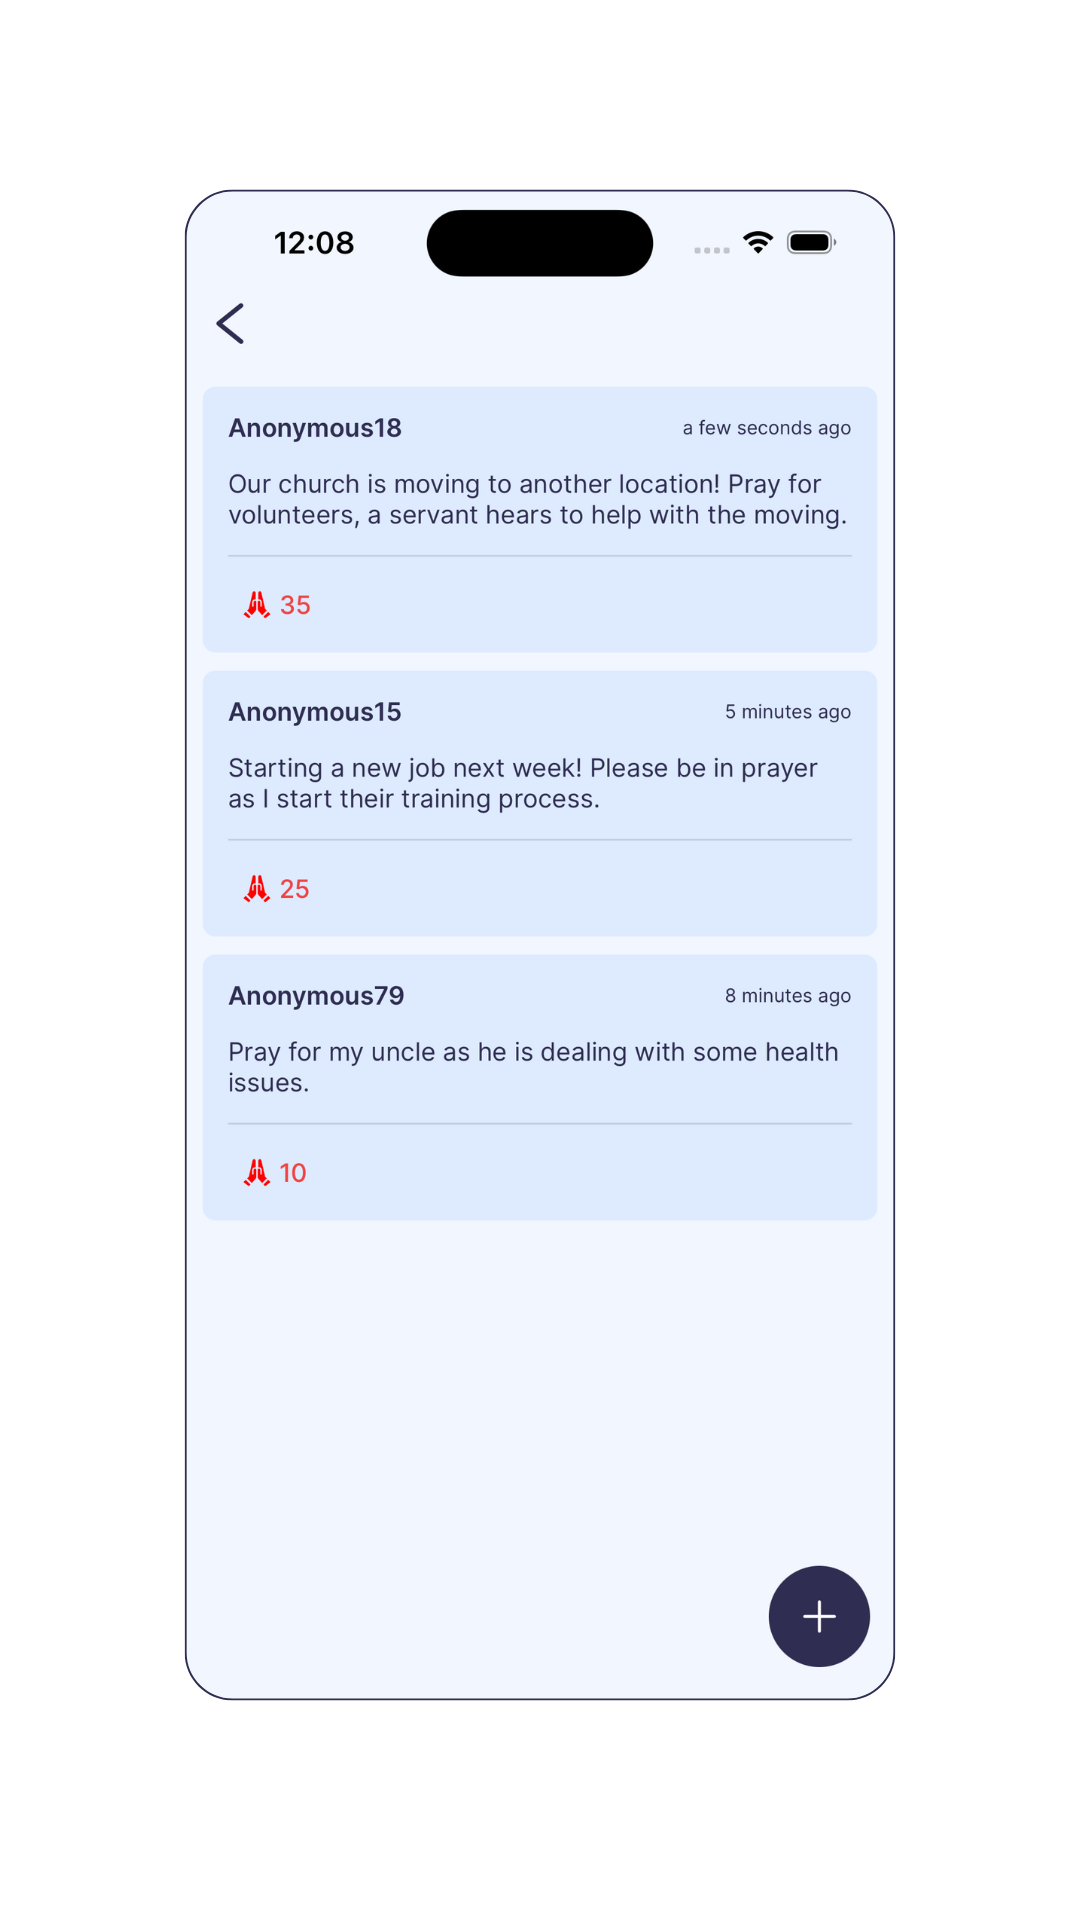 12:08
Anonymous18
a few seconds ago
Our church is moving to another location! Pray for
volunteers, a servant hears to help with the moving.
35
Anonymous15
5 minutes ago
Starting a new job next week! Please be in prayer
as I start their training process.
25
Anonymous79
8 minutes ago
Pray for my uncle as he is dealing with some health
issues.
10